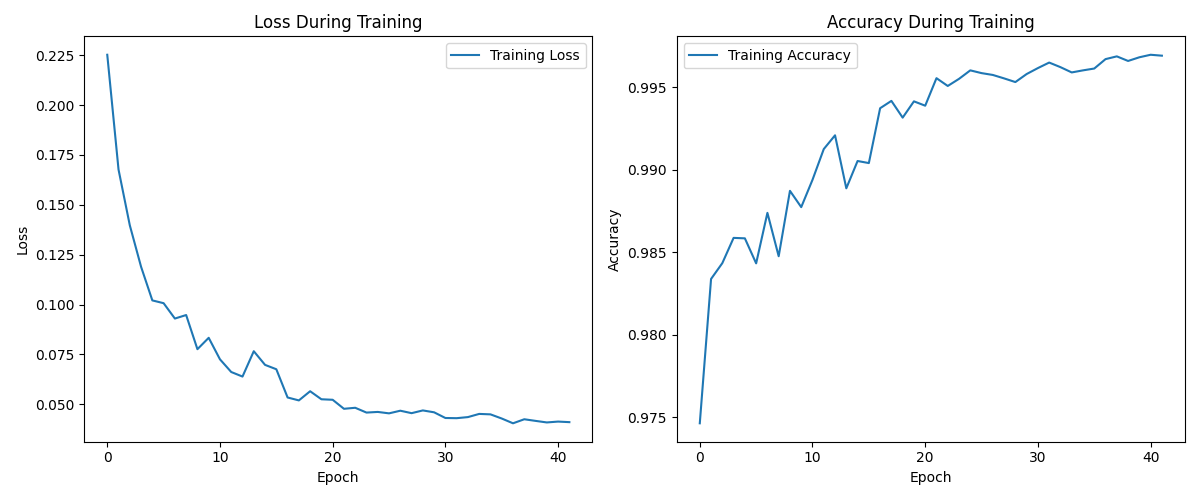 Loss During Training
Training Loss
0.225
0.200
0.175
0.150
0.125
0.100
0.075
0.050
Loss
0 10 20 30 40
Epoch
Accuracy During Training
Training Accuracy
0.995
0.990
0.985
0.980
0.975
Accuracy
0 10 20 30 40
Epoch